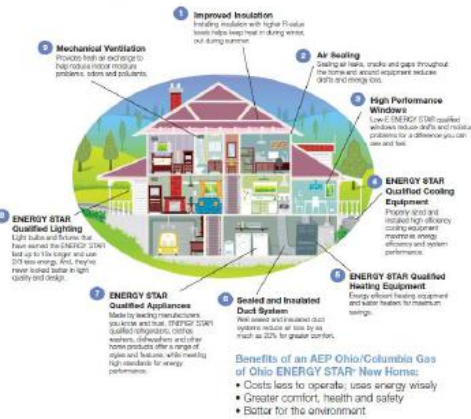 1 Improved Insulation
Installing insulation with higher R-value
levels helps keep heat in during winter,
out during summer.
9 Mechanical Ventilation
Provides fresh air exchange to
help reduce indoor moisture
problems, odors and pollutants.
2 Air Sealing
Sealing air leaks, cracks and gaps throughout
the home and around equipment reduces
drafts and energy loss.
3 High Performance
Windows
Low-E ENERGY STAR qualified
windows reduce drafts and moisture
problems for a difference you can
see and feel.
4 ENERGY STAR
Qualified Cooling
Equipment
Properly sized and
installed high efficiency
cooling equipment
maximizes energy
efficiency and system
performance.
8 ENERGY STAR
Qualified Lighting
Light bulbs and fixtures that
have earned the ENERGY STAR
last up to 10x longer and use
2/3 less energy. And, they've
never looked better in light
quality and design.
7 ENERGY STAR
Qualified Appliances
Made by leading manufacturers
you know and trust, ENERGY STAR
qualified refrigerators, clothes
washers, dishwashers and other
home products offer a range of
styles and features, while meeting
high standards for energy
performance.
6 Sealed and Insulated
Duct System
Well sealed and insulated duct
systems reduce air loss by as
much as 20% for greater comfort.
5 ENERGY STAR Qualified
Heating Equipment
Energy efficient heating equipment
and water heaters for maximum
savings.
Benefits of an AEP Ohio/Columbia Gas
of Ohio ENERGY STAR® New Home:
• Costs less to operate; uses energy wisely
• Greater comfort, health and safety
• Better for the environment